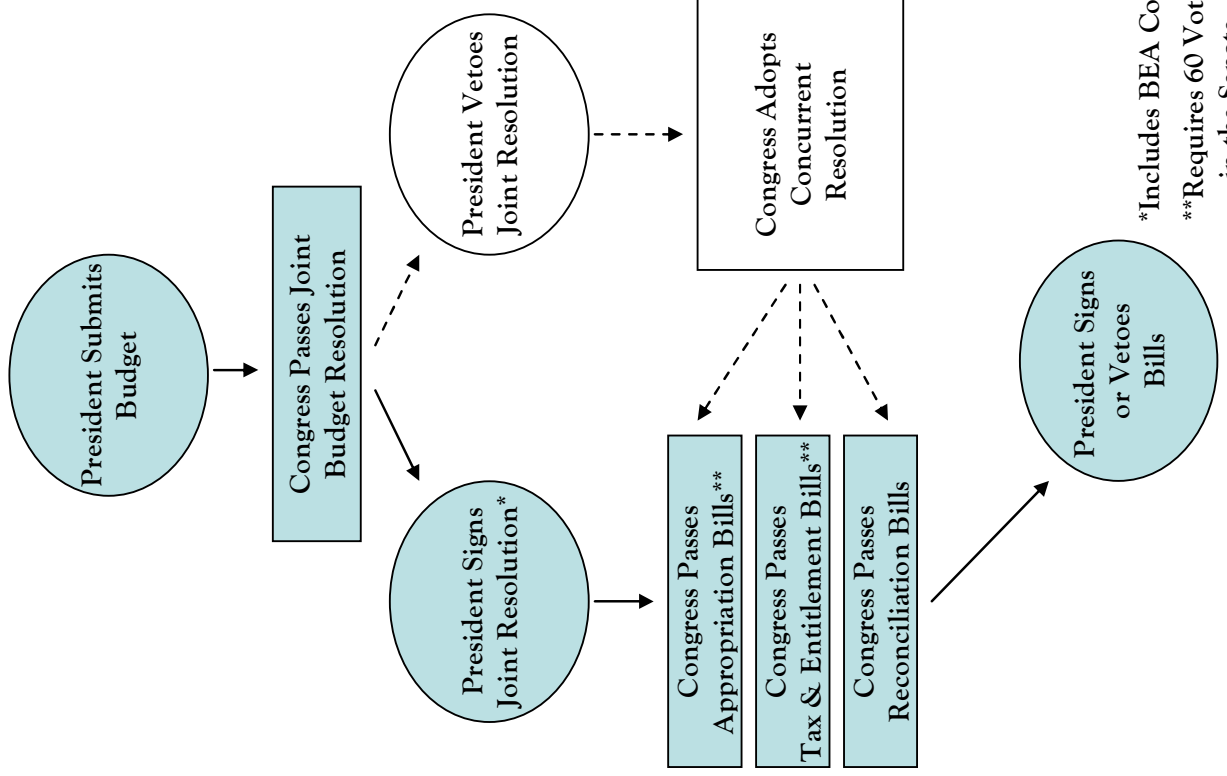 President Submits
Budget
Congress Passes Joint
Budget Resolution
President Signs
Joint Resolution*
President Vetoes
Joint Resolution
Congress Adopts
Concurrent
Resolution
Congress Passes
Appropriation Bills**
Congress Passes
Tax & Entitlement Bills**
Congress Passes
Reconciliation Bills
President Signs
or Vetoes
Bills
*Includes BEA
**Requires 60
in the